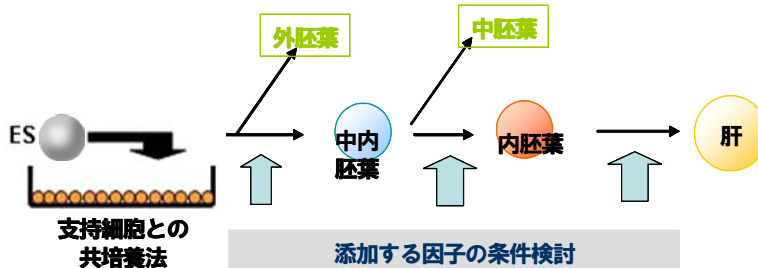 外胚葉
中胚葉
ES
中内
胚葉
内胚葉
肝
支持細胞との
共培養法
添加する因子の条件検討